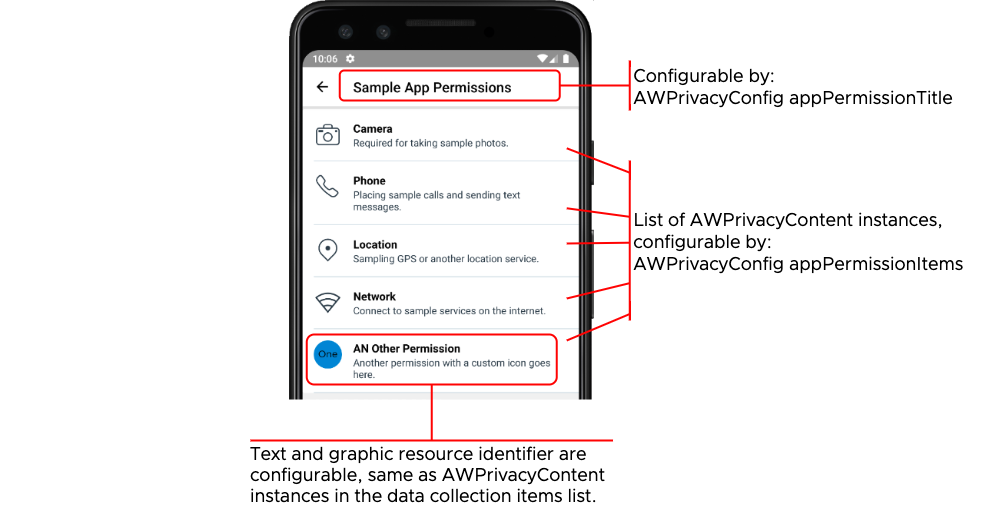 10:06
Sample App Permissions
Camera
Required for taking sample photos.
Phone
Placing sample calls and sending text
messages.
Location
Sampling GPS or another location service.
Network
Connect to sample services on the internet.
One
AN Other Permission
Another permission with a custom icon goes
here.
Configurable by:
AWPrivacyConfig appPermissionTitle
List of AWPrivacyContent instances,
configurable by:
AWPrivacyConfig appPermissionItems
Text and graphic resource identifier are
configurable, same as AWPrivacyContent
instances in the data collection items list.